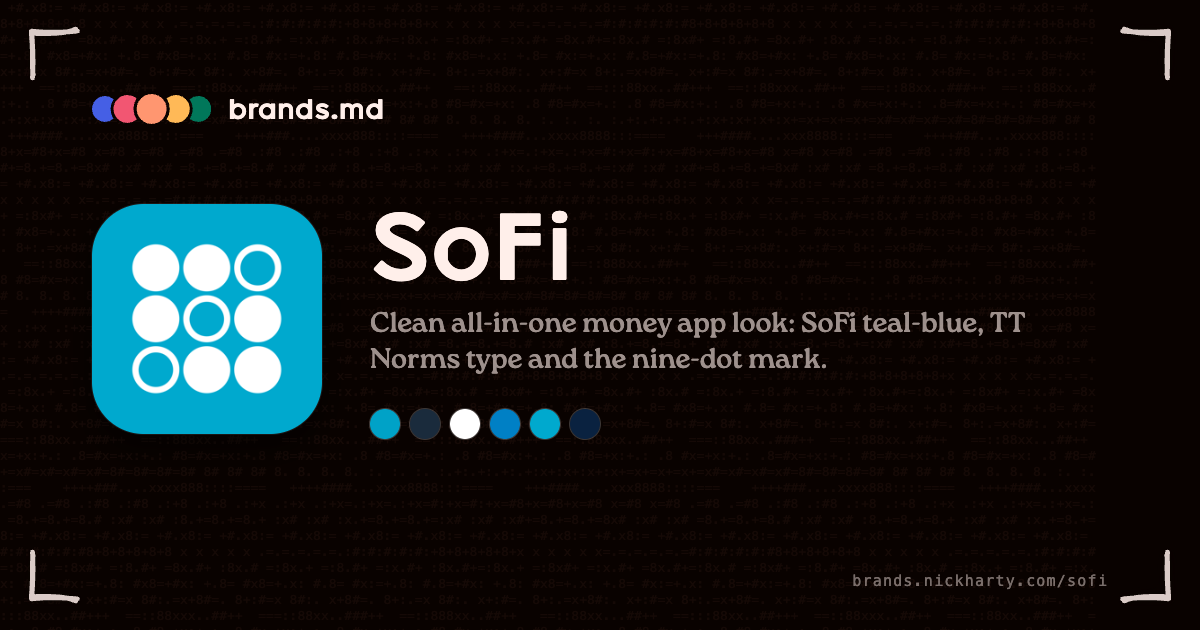 brands.md
SoFi
Clean all-in-one money app look: SoFi teal-blue, TT
Norms type and the nine-dot mark.
brands.nickharty.com/sofi